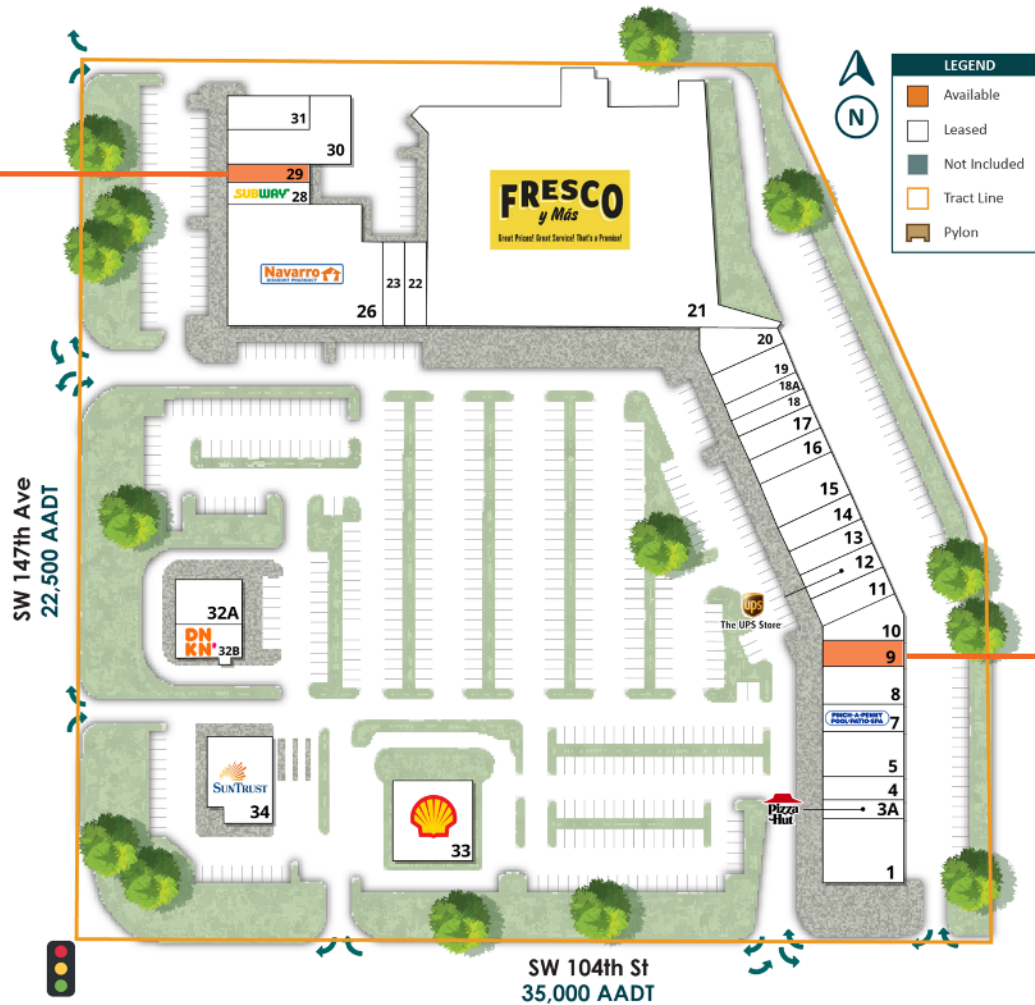 LEGEND
Available
Leased
Not Included
Tract Line
Pylon
N
31
30
29
SUBWAY 28
FRESCO
y Más
Great Prices! Great Service! That's a Promise!
Navarro
DISCOUNT PHARMACY
26
23
22
21
20
19
18A
18
17
16
15
14
13
12
11
10
9
8
PINCH-A-PENNY
POOL·PATIO·SPA
7
5
4
3A
1
ups
The UPS Store
Pizza
Hut
SW 147th Ave
22,500 AADT
32A
DN
KN' 32B
SUNTRUST
34
33
SW 104th St
35,000 AADT